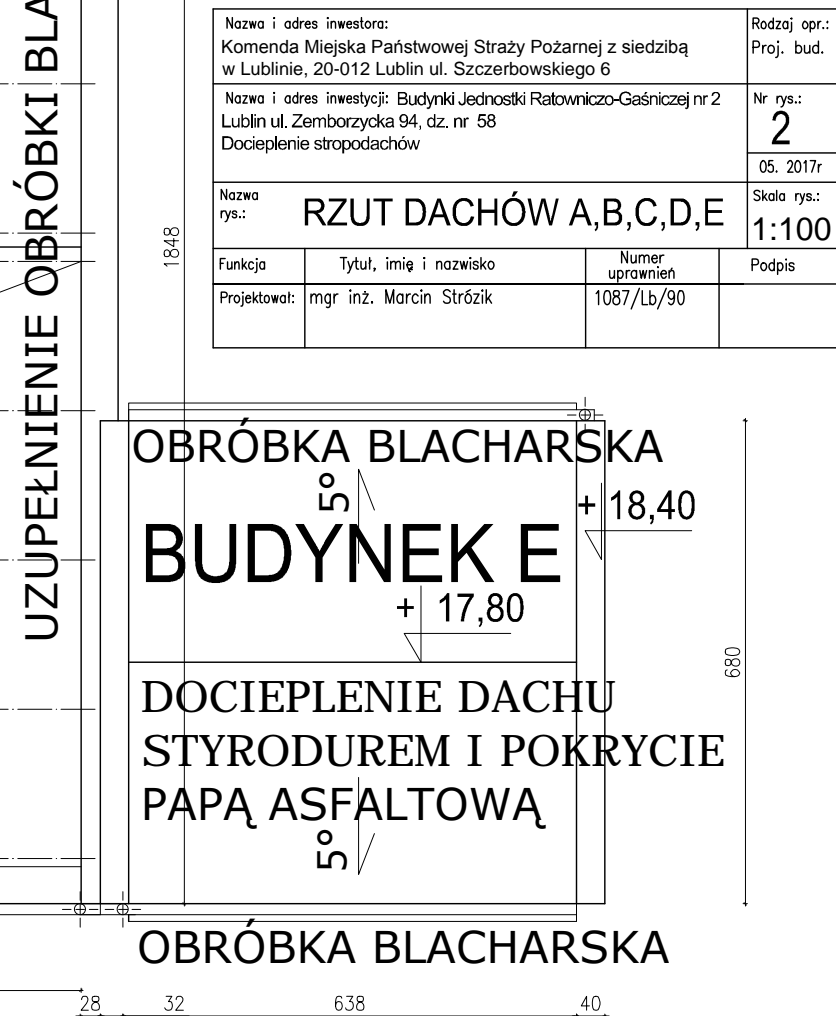 Nazwa i adres inwestora:
Komenda Miejska Państwowej Straży Pożarnej z siedzibą
w Lublinie, 20-012 Lublin ul. Szczerbowskiego 6
Rodzaj opr.:
Proj. bud.
Nazwa i adres inwestycji: Budynki Jednostki Ratowniczo-Gaśniczej nr 2
Lublin ul. Zemborzycka 94, dz. nr 58
Docieplenie stropodachów
Nr rys.:
2
05. 2017r
Nazwa
rys.:
RZUT DACHÓW A,B,C,D,E
Skala rys.:
1:100
Funkcja
Tytuł, imię i nazwisko
Numer
uprawnień
Podpis
Projektował:
mgr inż. Marcin Strózik
1087/Lb/90
UZUPEŁNIENIE OBRÓBKI BLA
1848
OBRÓBKA BLACHARSKA
5°
+ 18,40
BUDYNEK E
+ 17,80
680
DOCIEPLENIE DACHU
STYRODUREM I POKRYCIE
PAPĄ ASFALTOWĄ
5°
OBRÓBKA BLACHARSKA
28
32
638
40